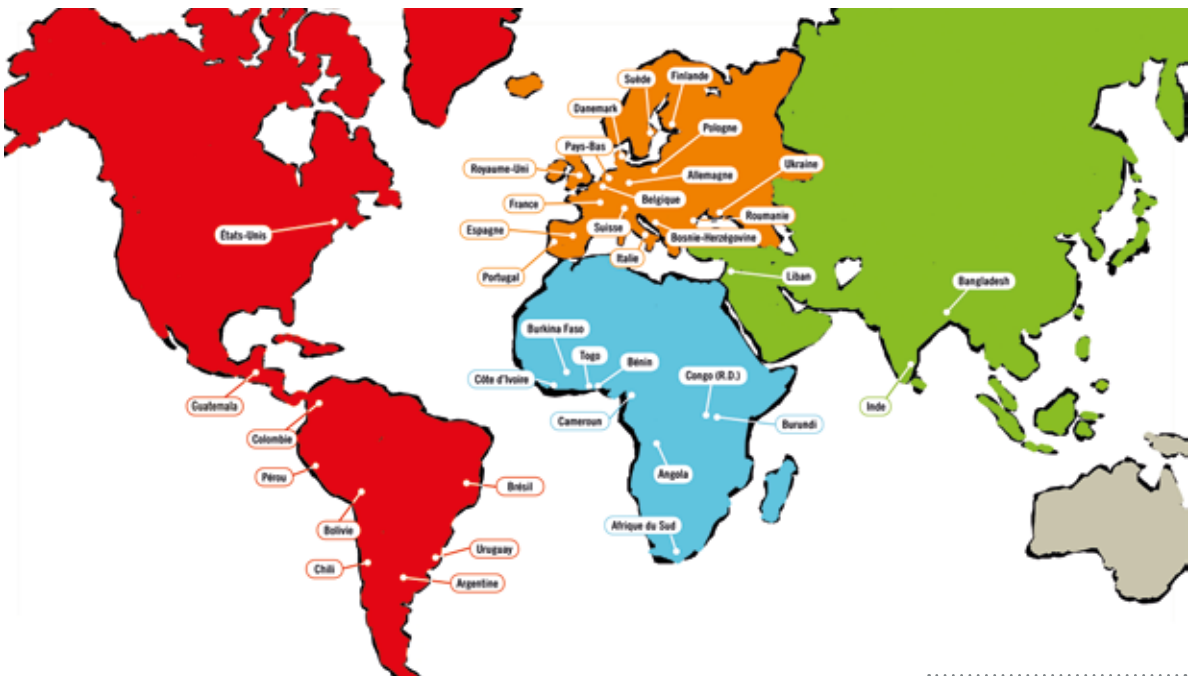 Suède
Finlande
Danemark
Pologne
Pays-Bas
Ukraine
Royaume-Uni
Allemagne
Belgique
France
Roumanie
Espagne
Suisse
Bosnie-Herzégovine
États-Unis
Italie
Portugal
Liban
Bangladesh
Burkina Faso
Togo
Bénin
Côte d'Ivoire
Congo (R.D.)
Guatemala
Inde
Cameroun
Burundi
Colombie
Pérou
Angola
Brésil
Bolivie
Afrique du Sud
Uruguay
Chili
Argentine